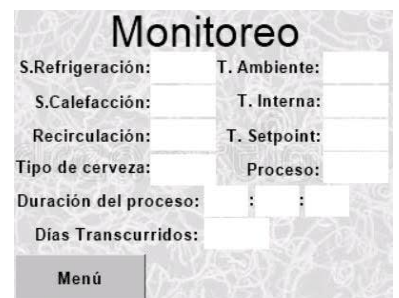 Monitoreo
S.Refrigeración: T. Ambiente:
S.Calefacción: T. Interna:
Recirculación: T. Setpoint:
Tipo de cerveza: Proceso:
Duración del proceso: : :
Días Transcurridos:
Menú